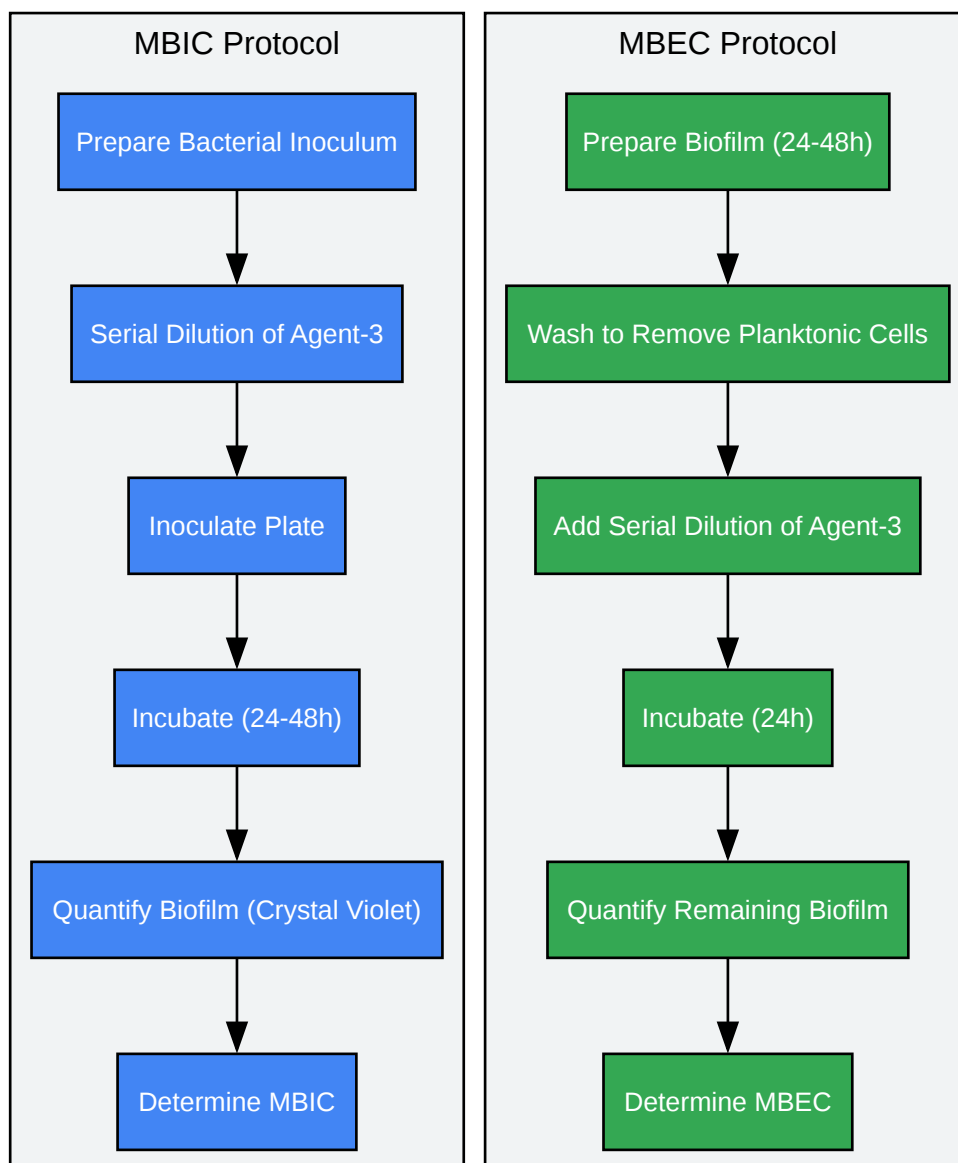 MBIC Protocol
Prepare Bacterial Inoculum
Serial Dilution of Agent-3
Inoculate Plate
Incubate (24-48h)
Quantify Biofilm (Crystal Violet)
Determine MBIC
MBEC Protocol
Prepare Biofilm (24-48h)
Wash to Remove Planktonic Cells
Add Serial Dilution of Agent-3
Incubate (24h)
Quantify Remaining Biofilm
Determine MBEC